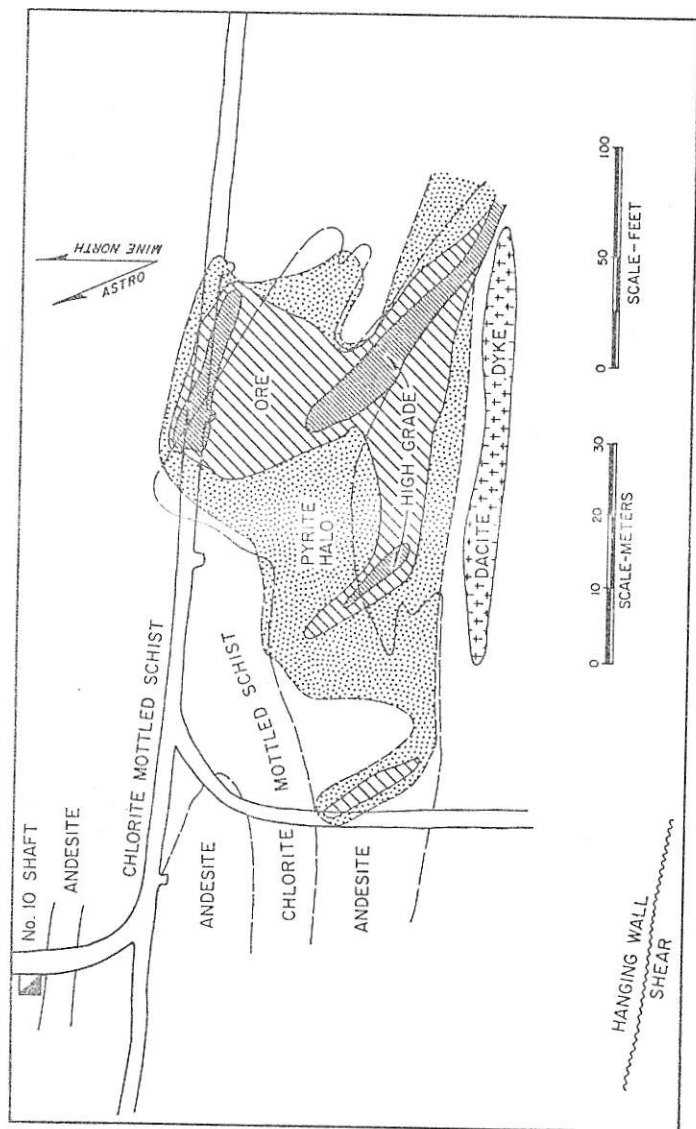 No. 10 SHAFT
ANDESITE
CHLORITE MOTTLED SCHIST
MINE NORTH
ASTRO
ANDESITE
CHLORITE
MOTTLED SCHIST
ANDESITE
ORE
PYRITE
HALO
HIGH GRADE
DACITE
DYKE
HANGING WALL
SHEAR
0 10 20 30
SCALE-METERS
0 50 100
SCALE-FEET